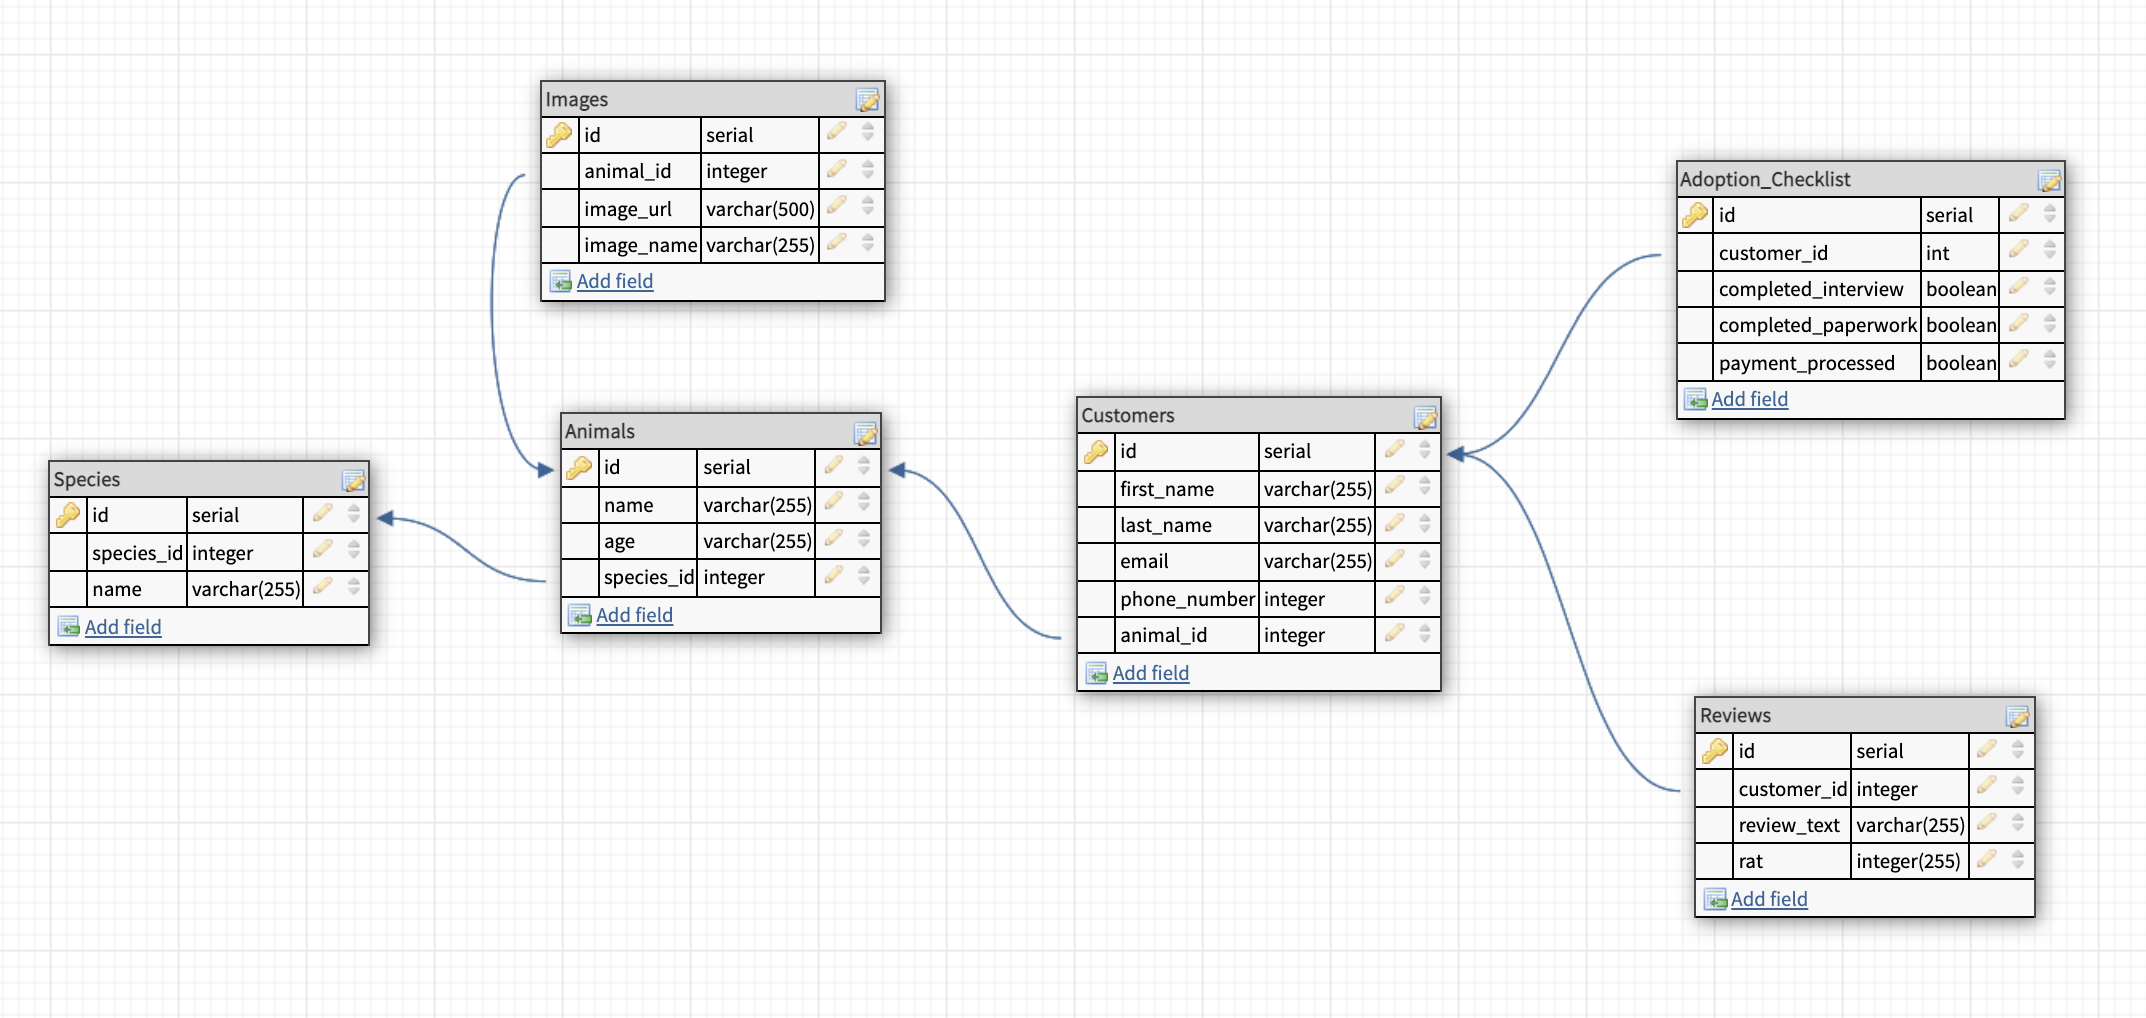 Images
id serial
animal_id integer
image_url varchar(500)
image_name varchar(255)
Add field
Adoption_Checklist
id serial
customer_id int
completed_interview boolean
completed_paperwork boolean
payment_processed boolean
Add field
Species
id serial
species_id integer
name varchar(255)
Add field
Animals
id serial
name varchar(255)
age varchar(255)
species_id integer
Add field
Customers
id serial
first_name varchar(255)
last_name varchar(255)
email varchar(255)
phone_number integer
animal_id integer
Add field
Reviews
id serial
customer_id integer
review_text varchar(255)
rat integer(255)
Add field